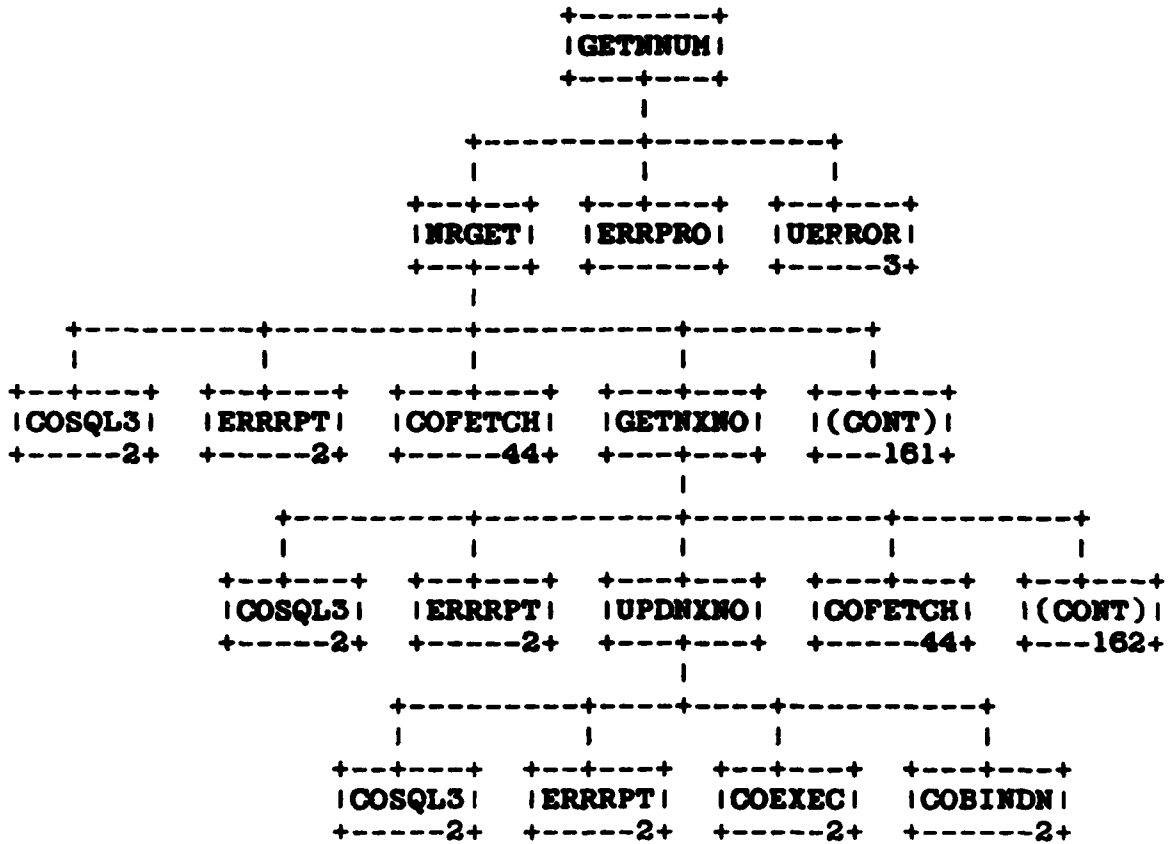 GETNNUM
NRGET ERRPRO UERROR
3
COSQL3 ERRRPT COFETCH GETNXNO (CONT)
2 2 44 161
COSQL3 ERRRPT UPDNXNO COFETCH (CONT)
2 2 44 162
COSQL3 ERRRPT COEXEC COBINDN
2 2 2 2